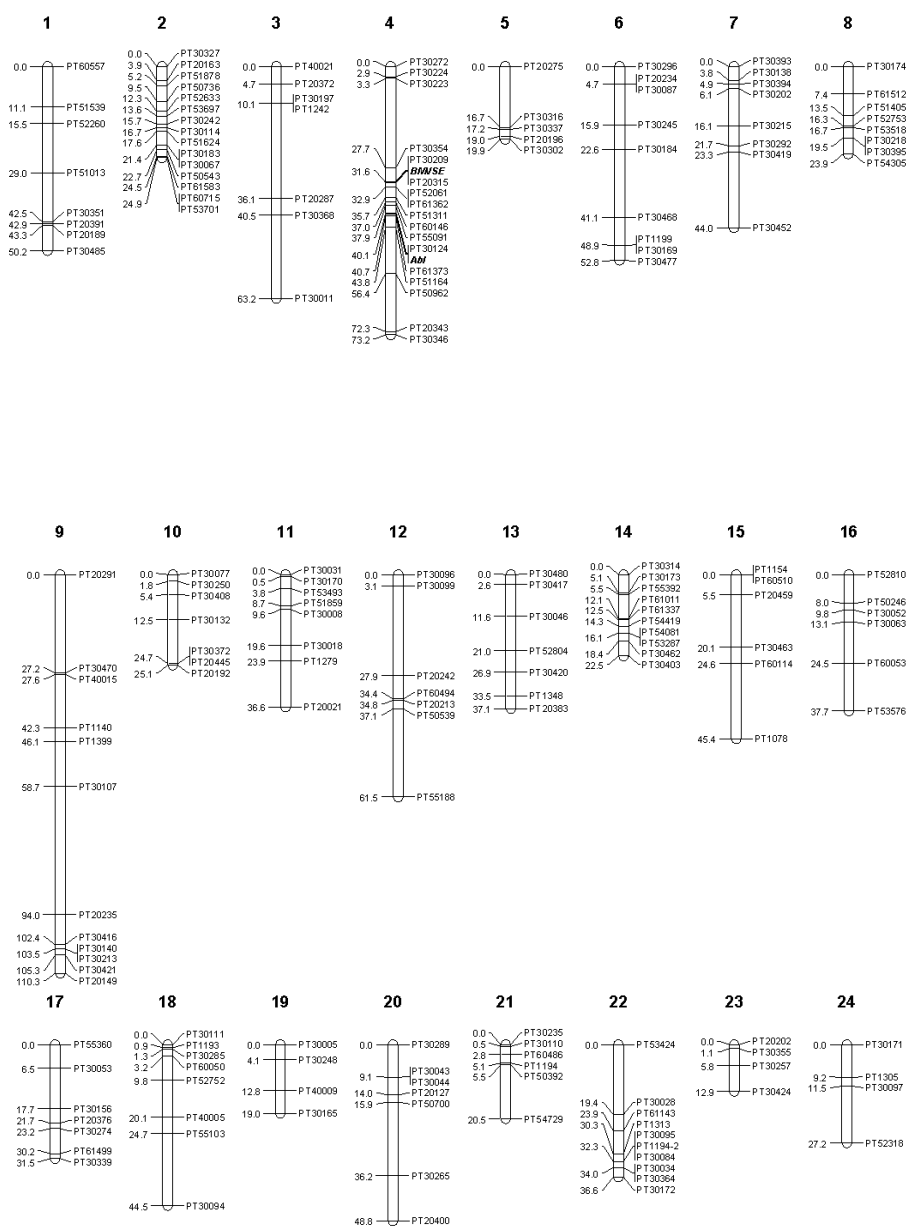 1
0.0 PT60557
11.1 PT51539
15.5 PT52260
29.0 PT51013
42.5 PT30351
42.9 PT20391
43.3 PT20189
50.2 PT30485
2
0.0 PT30327
3.9 PT20163
5.2 PT51878
9.5 PT50736
12.3 PT52633
13.6 PT53697
15.7 PT30242
16.7 PT30114
17.6 PT51624
PT30183
21.4 PT30067
22.7 PT50543
24.5 PT61583
PT60715
24.9 PT53701
3
0.0 PT40021
4.7 PT20372
10.1 PT30197
PT1242
36.1 PT20287
40.5 PT30368
63.2 PT30011
4
0.0 PT30272
2.9 PT30224
3.3 PT30223
27.7 PT30354
PT30209
31.6 BMVSE
PT20315
32.9 PT52061
PT61362
35.7 PT51311
37.0 PT60146
37.9 PT55091
PT30124
40.1 Abl
40.7 PT61373
43.8 PT51164
56.4 PT50962
72.3 PT20343
73.2 PT30346
5
0.0 PT20275
16.7 PT30316
17.2 PT30337
19.0 PT20196
19.9 PT30302
6
0.0 PT30296
4.7 PT20234
PT30087
15.9 PT30245
22.6 PT30184
41.1 PT30468
48.9 PT1199
PT30169
52.8 PT30477
7
0.0 PT30393
3.8 PT30138
4.9 PT30394
6.1 PT30202
16.1 PT30215
21.7 PT30292
23.3 PT30419
44.0 PT30452
8
0.0 PT30174
7.4 PT61512
13.5 PT51405
16.3 PT52753
16.7 PT53518
19.5 PT30218
PT30395
23.9 PT54305
9
0.0 PT20291
27.2 PT30470
27.6 PT40015
42.3 PT1140
46.1 PT1399
58.7 PT30107
94.0 PT20235
102.4 PT30416
103.5 PT30140
PT30213
105.3 PT30421
110.3 PT20149
10
0.0 PT30077
1.8 PT30250
5.4 PT30408
12.5 PT30132
24.7 PT30372
PT20445
25.1 PT20192
11
0.0 PT30031
0.5 PT30170
3.8 PT53493
8.7 PT51859
9.6 PT30008
19.6 PT30018
23.9 PT1279
36.6 PT20021
12
0.0 PT30096
3.1 PT30099
27.9 PT20242
34.4 PT60494
34.8 PT20213
37.1 PT50539
61.5 PT55188
13
0.0 PT30480
2.6 PT30417
11.6 PT30046
21.0 PT52804
26.9 PT30420
33.5 PT1348
37.1 PT20383
14
0.0 PT30314
5.1 PT30173
5.5 PT55392
12.1 PT61011
12.5 PT61337
14.3 PT54419
16.1 PT54081
PT53287
18.4 PT30462
22.5 PT30403
15
0.0 PT1154
PT60510
5.5 PT20459
20.1 PT30463
24.6 PT60114
45.4 PT1078
16
0.0 PT52810
8.0 PT50246
9.8 PT30052
13.1 PT30063
24.5 PT60053
37.7 PT53576
17
0.0 PT55360
6.5 PT30053
17.7 PT30156
21.7 PT20376
23.2 PT30274
30.2 PT61499
31.5 PT30339
18
0.0 PT30111
0.9 PT1193
1.3 PT30285
3.2 PT60050
9.8 PT52752
20.1 PT40005
24.7 PT55103
44.5 PT30094
19
0.0 PT30005
4.1 PT30248
12.8 PT40009
19.0 PT30165
20
0.0 PT30289
9.1 PT30043
PT30044
14.0 PT20127
15.9 PT50700
36.2 PT30265
48.8 PT20400
21
0.0 PT30235
0.5 PT30110
2.8 PT60486
5.1 PT1194
5.5 PT50392
20.5 PT54729
22
0.0 PT53424
19.4 PT30028
23.9 PT61143
30.3 PT1313
PT30095
32.3 PT1194-2
PT30084
34.0 PT30034
PT30364
36.6 PT30172
23
0.0 PT20202
1.1 PT30355
5.8 PT30257
12.9 PT30424
24
0.0 PT30171
9.2 PT1305
11.5 PT30097
27.2 PT52318